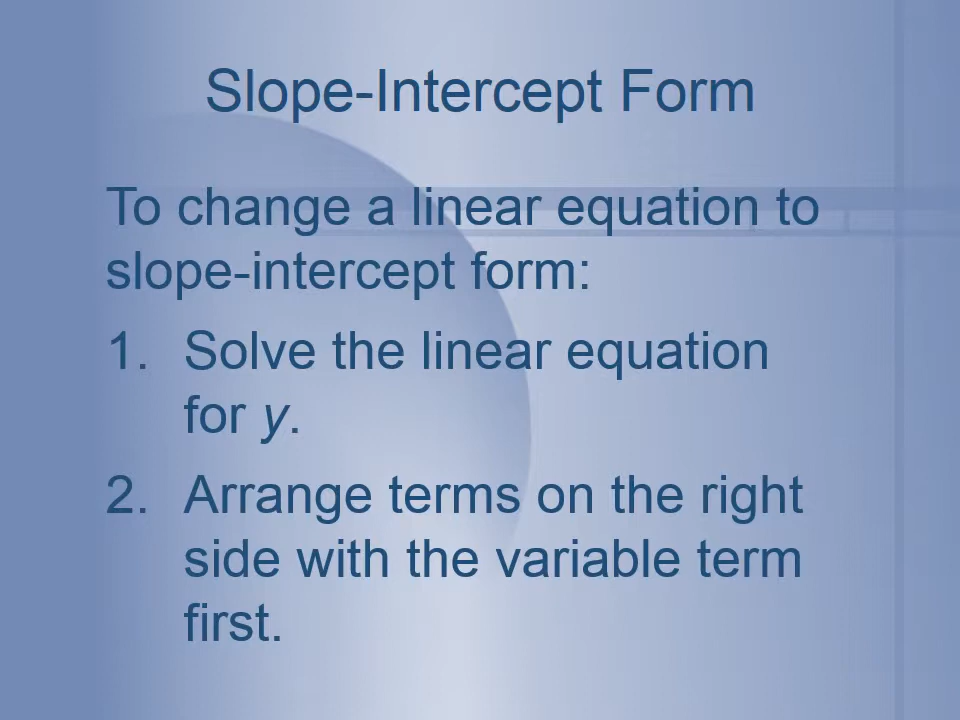 Slope-Intercept Form
To change a linear equation to
slope-intercept form:
1. Solve the linear equation
for y.
2. Arrange terms on the right
side with the variable term
first.